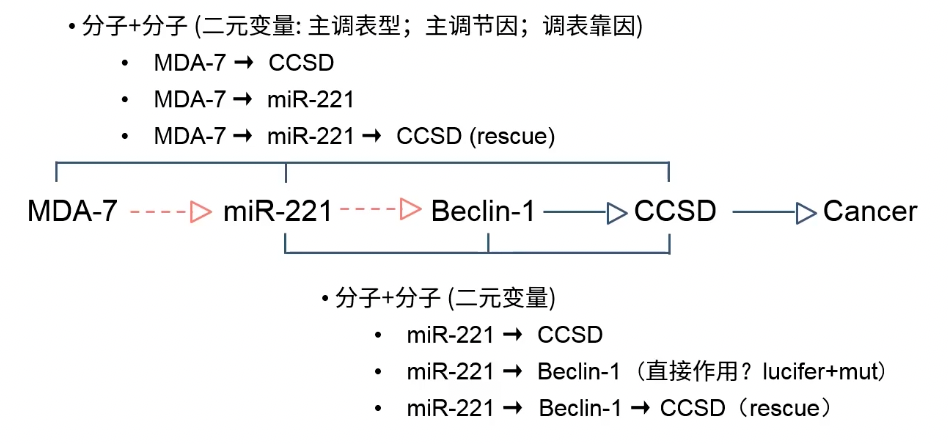 • 分子+分子 (二元变量: 主调表型；主调节因；调表靠因)
• MDA-7 → CCSD
• MDA-7 → miR-221
• MDA-7 → miR-221 → CCSD (rescue)
MDA-7 miR-221 Beclin-1 CCSD Cancer
• 分子+分子 (二元变量)
• miR-221 → CCSD
• miR-221 → Beclin-1（直接作用？lucifer+mut）
• miR-221 → Beclin-1 → CCSD（rescue）